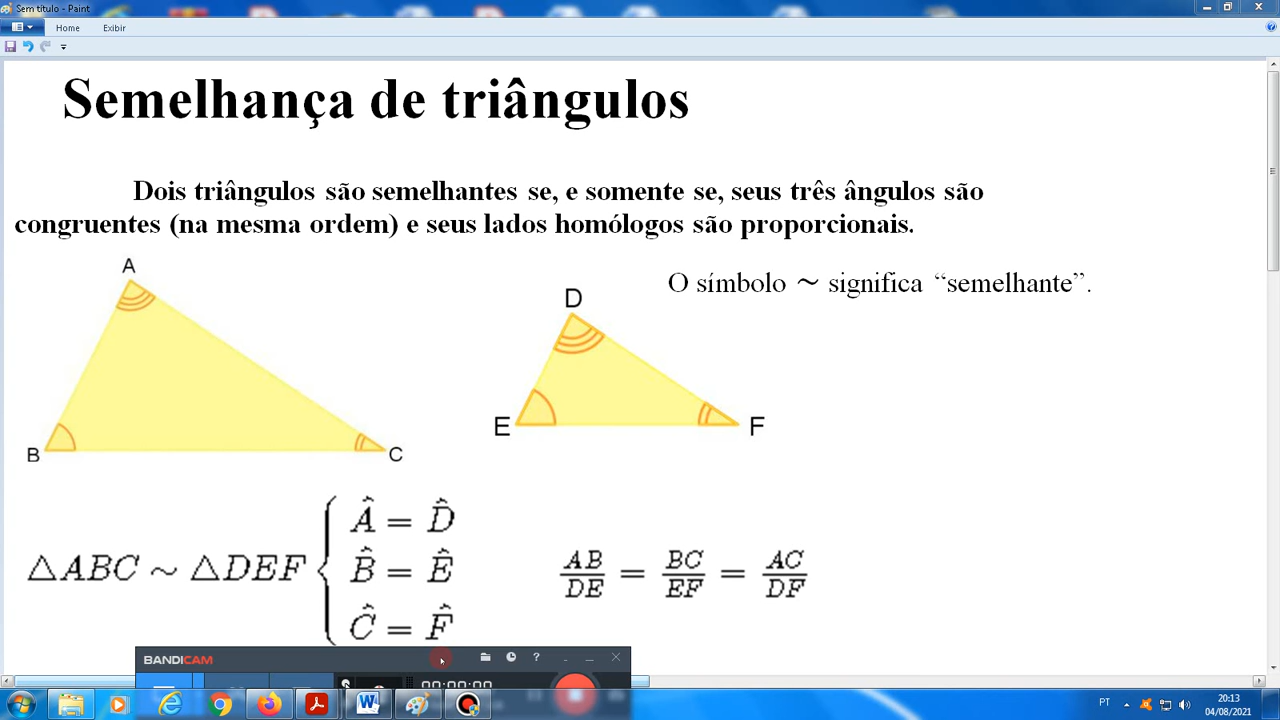 Sem título - Paint
Home Exibir
Semelhança de triângulos
Dois triângulos são semelhantes se, e somente se, seus três ângulos são
congruentes (na mesma ordem) e seus lados homólogos são proporcionais.
O símbolo ~ significa “semelhante”.
A
B
C
D
E
F
△ABC ~ △DEF { Â = D̂
B̂ = Ê
Ĉ = F̂
AB/DE = BC/EF = AC/DF
BANDICAM
00:00:00
PT
20:13
04/08/2021